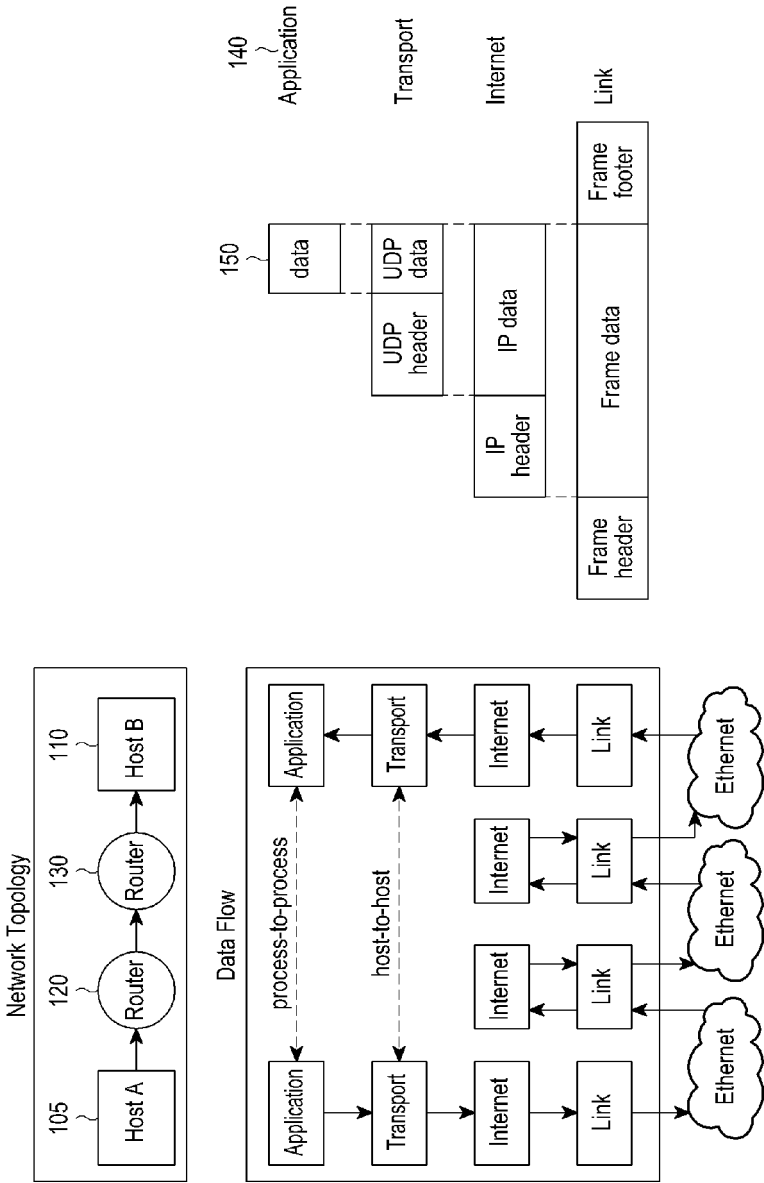 Network Topology
105
120
130
110
Host A
Router
Router
Host B
Data Flow
Application
process-to-process
Application
Transport
host-to-host
Transport
Internet
Internet
Internet
Internet
Link
Link
Link
Link
Ethernet
Ethernet
Ethernet
150
140
data
Application
UDP
header
UDP
data
Transport
IP
header
IP data
Internet
Frame
header
Frame data
Frame
footer
Link